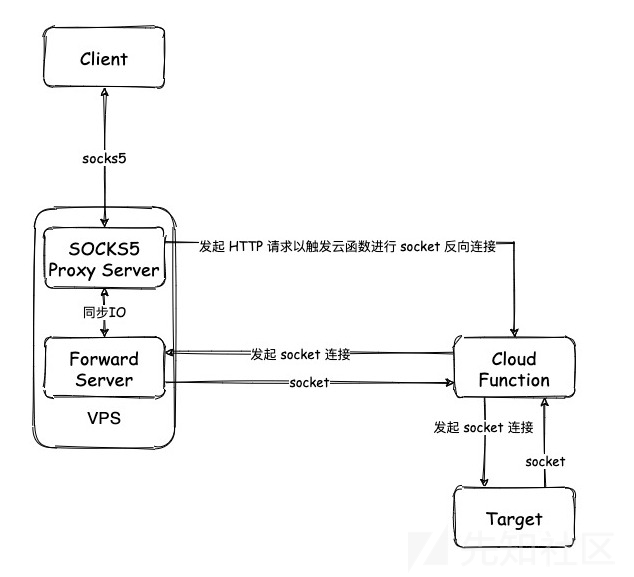 Client
socks5
SOCKS5
Proxy Server
发起 HTTP 请求以触发云函数进行 socket 反向连接
同步IO
Forward
Server
发起 socket 连接
socket
Cloud
Function
VPS
发起 socket 连接
socket
Target
先知社区